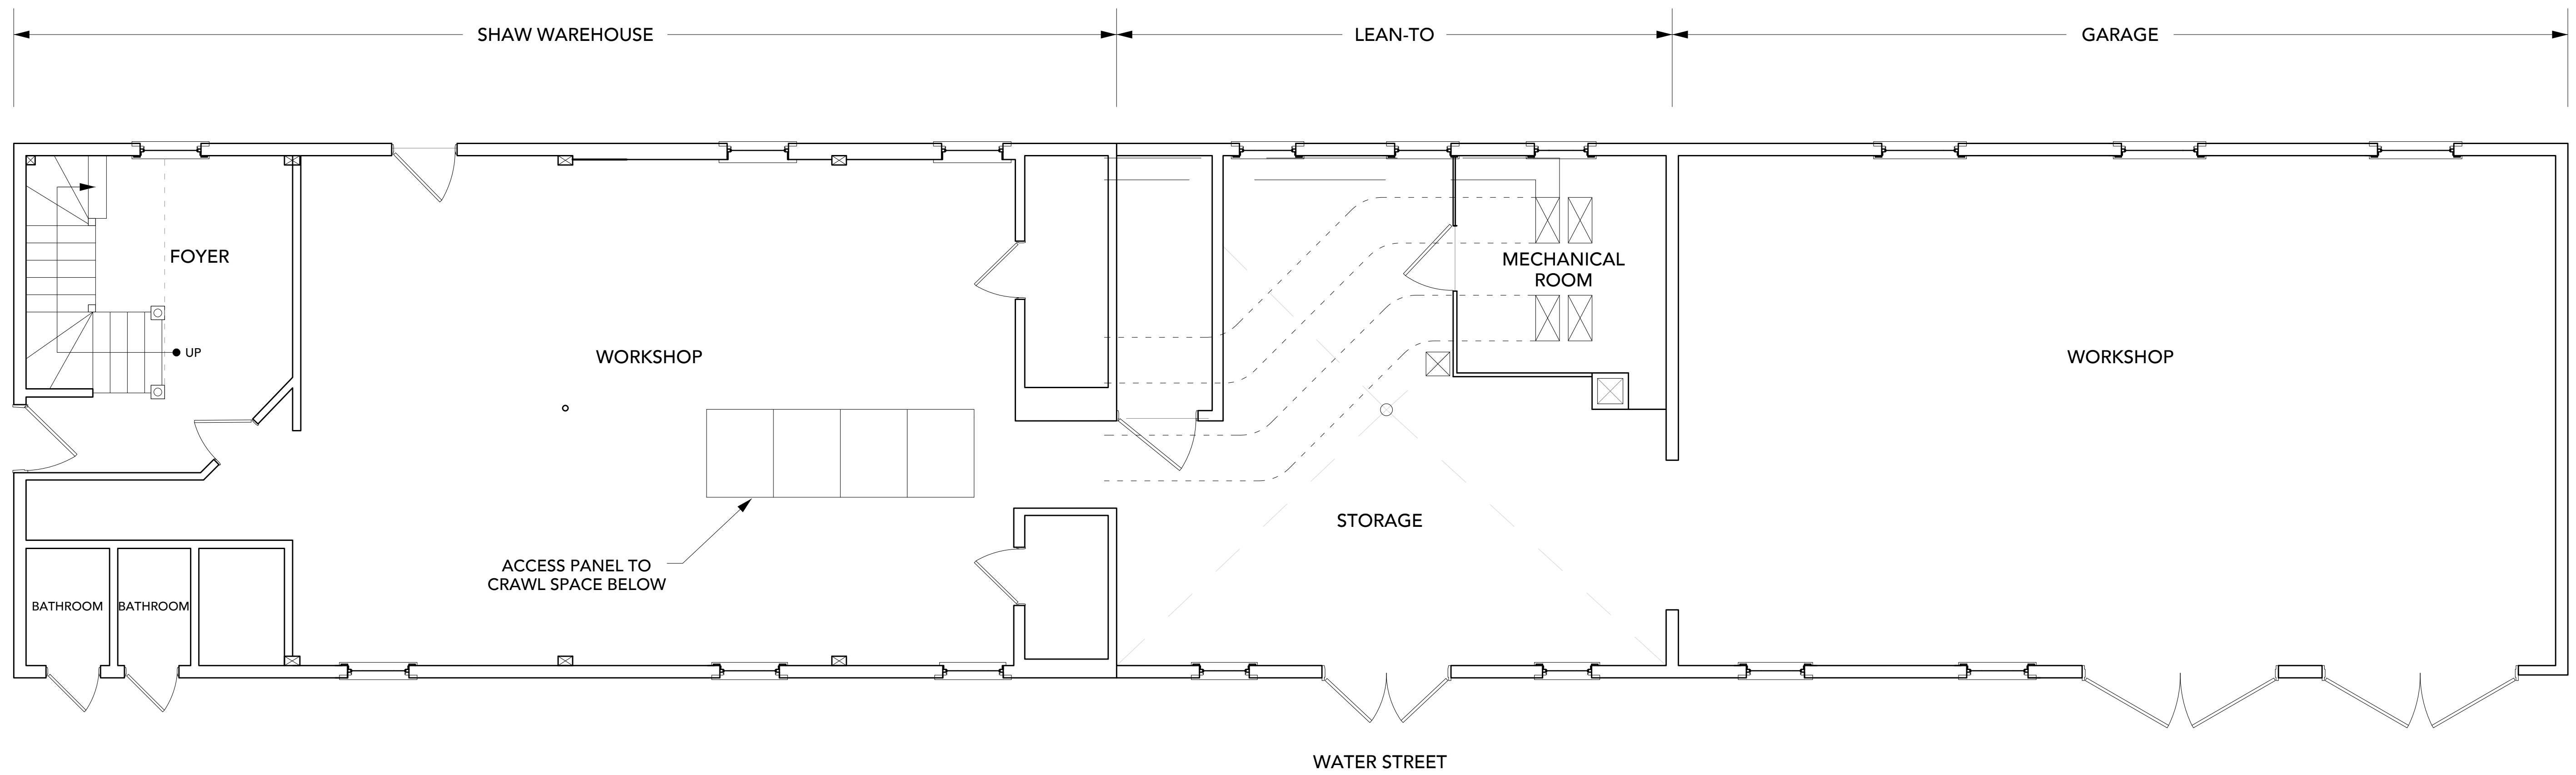 SHAW WAREHOUSE
LEAN-TO
GARAGE
FOYER
UP
WORKSHOP
MECHANICAL
ROOM
WORKSHOP
STORAGE
ACCESS PANEL TO
CRAWL SPACE BELOW
BATHROOM
BATHROOM
WATER STREET